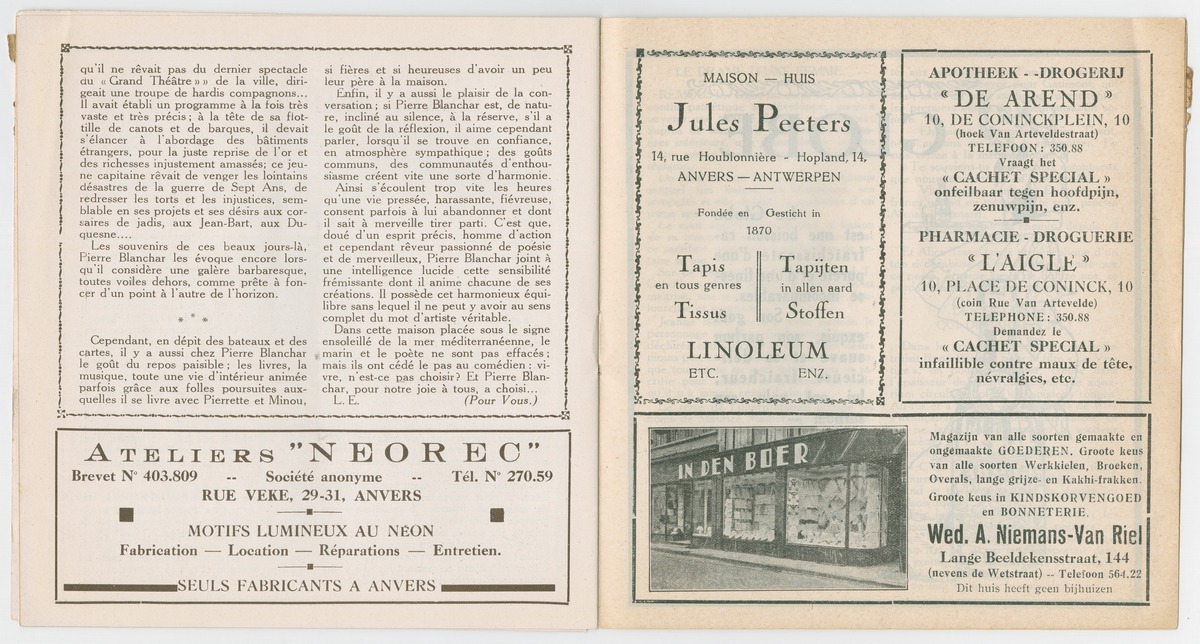 qu'il ne rêvait pas du dernier spectacle
du « Grand Théâtre » » de la ville, diri-
geait une troupe de hardis compagnons...
Il avait établi un programme à la fois très
vaste et très précis ; à la tête de sa flot-
tille de canots et de barques, il devait
s'élancer à l'abordage des bâtiments
étrangers, pour la juste reprise de l'or et
des richesses injustement amassés; ce jeu-
ne capitaine rêvait de venger les lointains
désastres de la guerre de Sept Ans, de
redresser les torts et les injustices, sem-
blable en ses projets et ses désirs aux cor-
saires de jadis, aux Jean-Bart, aux Du-
quesne....
Les souvenirs de ces beaux jours-là,
Pierre Blanchar les évoque encore lors-
qu'il considère une galère barbaresque,
toutes voiles dehors, comme prête à fon-
cer d'un point à l'autre de l'horizon.
* * *
Cependant, en dépit des bateaux et des
cartes, il y a aussi chez Pierre Blanchar
le goût du repos paisible; les livres, la
musique, toute une vie d'intérieur animée
parfois grâce aux folles poursuites aux-
quelles il se livre avec Pierrette et Minou,
si fières et si heureuses d'avoir un peu
leur père à la maison.
Enfin, il y a aussi le plaisir de la con-
versation ; si Pierre Blanchar est, de natu-
re, incliné au silence, à la réserve, s'il a
le goût de la réflexion, il aime cependant
parler, lorsqu'il se trouve en confiance,
en atmosphère sympathique ; des goûts
communs, des communautés d'enthou-
siasme créent vite une sorte d'harmonie.
Ainsi s'écoulent trop vite les heures
qu'une vie pressée, harassante, fiévreuse,
consent parfois à lui abandonner et dont
il sait à merveille tirer parti. C'est que,
doué d'un esprit précis, homme d'action
et cependant rêveur passionné de poésie
et de merveilleux, Pierre Blanchar joint à
une intelligence lucide cette sensibilité
frémissante dont il anime chacune de ses
créations. Il possède cet harmonieux équi-
libre sans lequel il ne peut y avoir au sens
complet du mot d'artiste véritable.
Dans cette maison placée sous le signe
ensoleillé de la mer méditerranéenne, le
marin et le poète ne sont pas effacés ;
mais ils ont cédé le pas au comédien : vi-
vre, n'est-ce pas choisir? Et Pierre Blan-
char, pour notre joie à tous, a choisi...
L. E. (Pour Vous.)
ATELIERS "NEOREC"
Brevet N° 403.809 -- Société anonyme -- Tél. N° 270.59
RUE VEKE, 29-31, ANVERS
MOTIFS LUMINEUX AU NÉON
Fabrication — Location — Réparations — Entretien.
SEULS FABRICANTS A ANVERS
MAISON — HUIS
Jules Peeters
14, rue Houblonnière - Hopland, 14,
ANVERS — ANTWERPEN
Fondée en Gesticht in
1870
Tapis Tapijten
en tous genres in allen aard
Tissus Stoffen
LINOLEUM
ETC. ENZ.
APOTHEEK - -DROGERIJ
« DE AREND »
10, DE CONINCKPLEIN, 10
(hoek Van Arteveldestraat)
TELEFOON : 350.88
Vraagt het
« CACHET SPECIAL »
onfeilbaar tegen hoofdpijn,
zenuwpijn, enz.
PHARMACIE - DROGUERIE
« L'AIGLE »
10, PLACE DE CONINCK, 10
(coin Rue Van Artevelde)
TELEPHONE : 350.88
Demandez le
« CACHET SPECIAL »
infaillible contre maux de tête,
névralgies, etc.
IN DEN BOER
Magazijn van alle soorten gemaakte en
ongemaakte GOEDEREN. Groote keus
van alle soorten Werkkielen, Broeken,
Overals, lange grijze- en Kakhi-frakken.
Groote keus in KINDSKORVENGOED
en BONNETERIE.
Wed. A. Niemans-Van Riel
Lange Beeldekensstraat, 144
(nevens de Wetstraat) -- Telefoon 564.22
Dit huis heeft geen bijhuizen